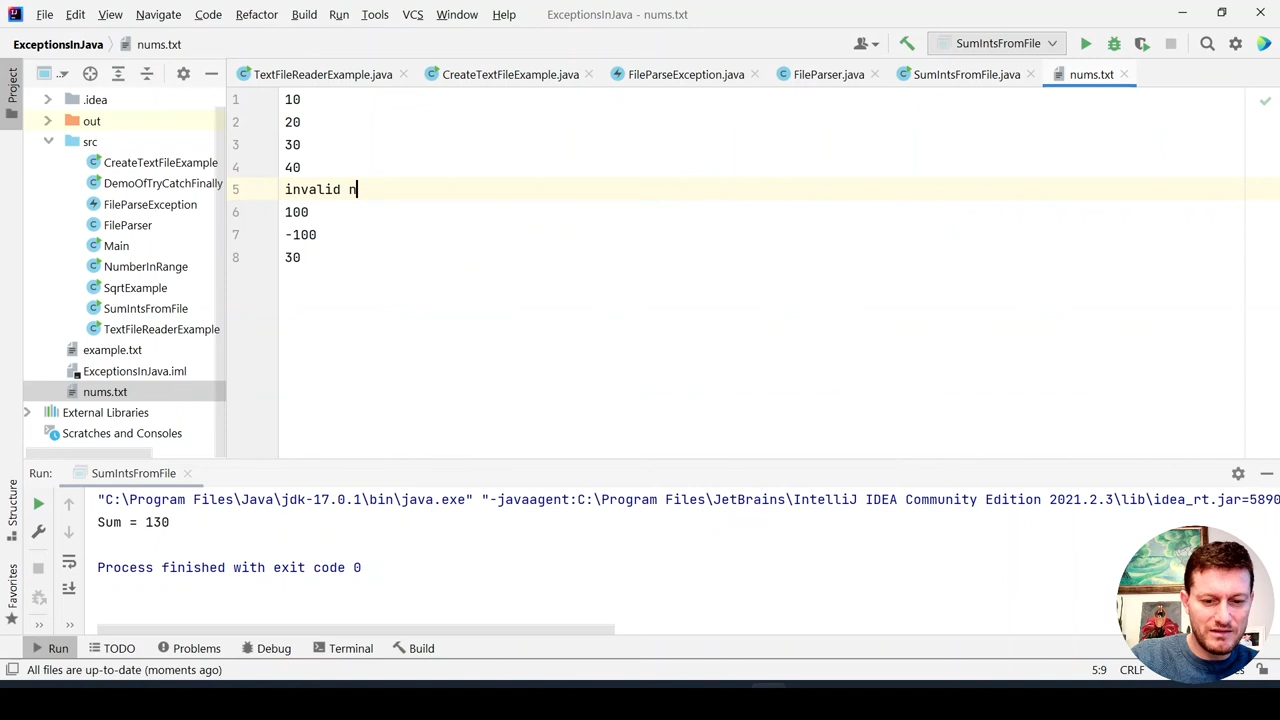 File Edit View Navigate Code Refactor Build Run Tools VCS Window Help ExceptionsInJava - nums.txt
ExceptionsInJava nums.txt SumIntsFromFile
Project
.. TextFileReaderExample.java CreateTextFileExample.java FileParseException.java FileParser.java SumIntsFromFile.java nums.txt
.idea
out
src
CreateTextFileExample
DemoOfTryCatchFinally
FileParseException
FileParser
Main
NumberInRange
SqrtExample
SumIntsFromFile
TextFileReaderExample
example.txt
ExceptionsInJava.iml
nums.txt
External Libraries
Scratches and Consoles
1 10
2 20
3 30
4 40
5 invalid n
6 100
7 -100
8 30
Structure
Favorites
Run: SumIntsFromFile
"C:\Program Files\Java\jdk-17.0.1\bin\java.exe" "-javaagent:C:\Program Files\JetBrains\IntelliJ IDEA Community Edition 2021.2.3\lib\idea_rt.jar=5890
Sum = 130
Process finished with exit code 0
Run TODO Problems Debug Terminal Build
All files are up-to-date (moments ago) 5:9 CRLF